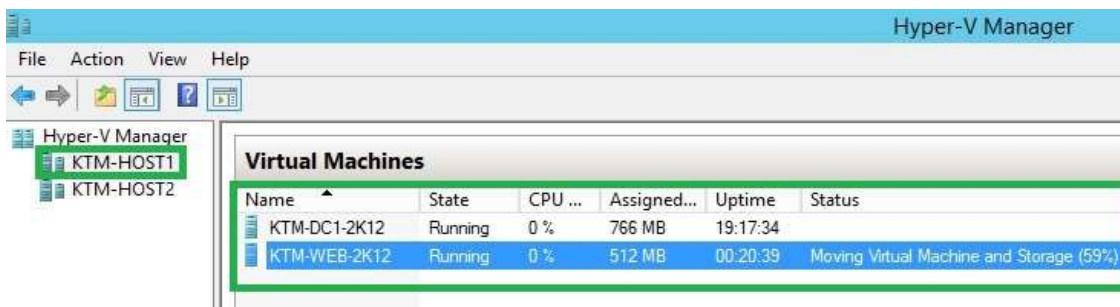 Hyper-V Manager
File Action View Help
Hyper-V Manager
KTM-HOST1
KTM-HOST2
Virtual Machines
Name State CPU ... Assigned... Uptime Status
KTM-DC1-2K12 Running 0 % 766 MB 19:17:34
KTM-WEB-2K12 Running 0 % 512 MB 00:20:39 Moving Virtual Machine and Storage (59%)